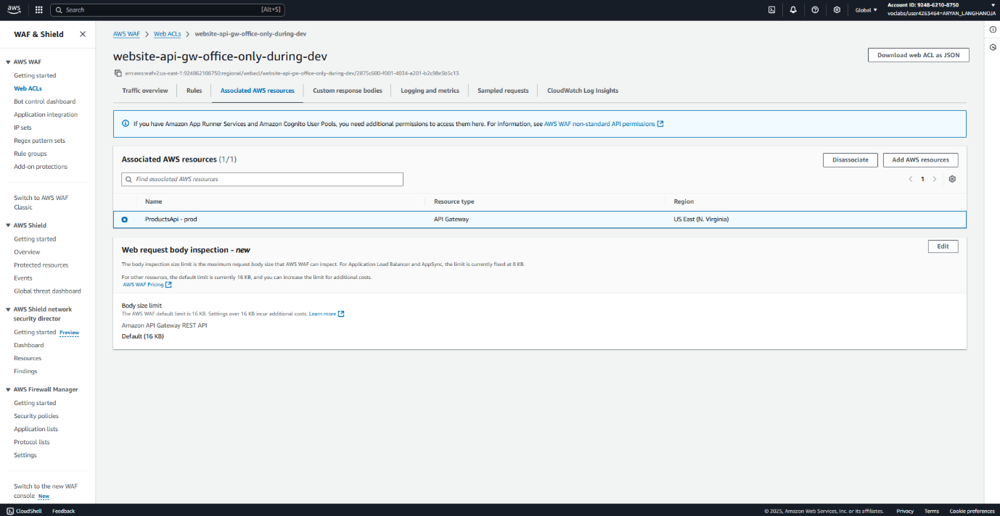 aws
Search [Alt+S]
Global
Account ID: 9248-6210-8750
voclabs/user4263464=ARYAN_LANGHANOJA
WAF & Shield
AWS WAF
Getting started
Web ACLs
Bot control dashboard
Application integration
IP sets
Regex pattern sets
Rule groups
Add-on protections
Switch to AWS WAF
Classic
AWS Shield
Getting started
Overview
Protected resources
Events
Global threat dashboard
AWS Shield network
security director
Getting started Preview
Dashboard
Resources
Findings
AWS Firewall Manager
Getting started
Security policies
Application lists
Protocol lists
Settings
Switch to the new WAF
console New
AWS WAF > Web ACLs > website-api-gw-office-only-during-dev
website-api-gw-office-only-during-dev
Download web ACL as JSON
arn:aws:wafv2:us-east-1:924862108750:regional/webacl/website-api-gw-office-only-during-dev/2875c600-f001-4034-a201-b2c98e5b5c13
Traffic overview Rules Associated AWS resources Custom response bodies Logging and metrics Sampled requests CloudWatch Log Insights
If you have Amazon App Runner Services and Amazon Cognito User Pools, you need additional permissions to access them here. For information, see AWS WAF non-standard API permissions
Associated AWS resources (1/1)
Disassociate Add AWS resources
Find associated AWS resources
1
Name Resource type Region
ProductsApi - prod API Gateway US East (N. Virginia)
Web request body inspection - new
Edit
The body inspection size limit is the maximum request body size that AWS WAF can inspect. For Application Load Balancer and AppSync, the limit is currently fixed at 8 KB.
For other resources, the default limit is currently 16 KB, and you can increase the limit for additional costs.
AWS WAF Pricing
Body size limit
The AWS WAF default limit is 16 KB. Settings over 16 KB incur additional costs. Learn more
Amazon API Gateway REST API
Default (16 KB)
CloudShell Feedback
© 2025, Amazon Web Services, Inc. or its affiliates. Privacy Terms Cookie preferences